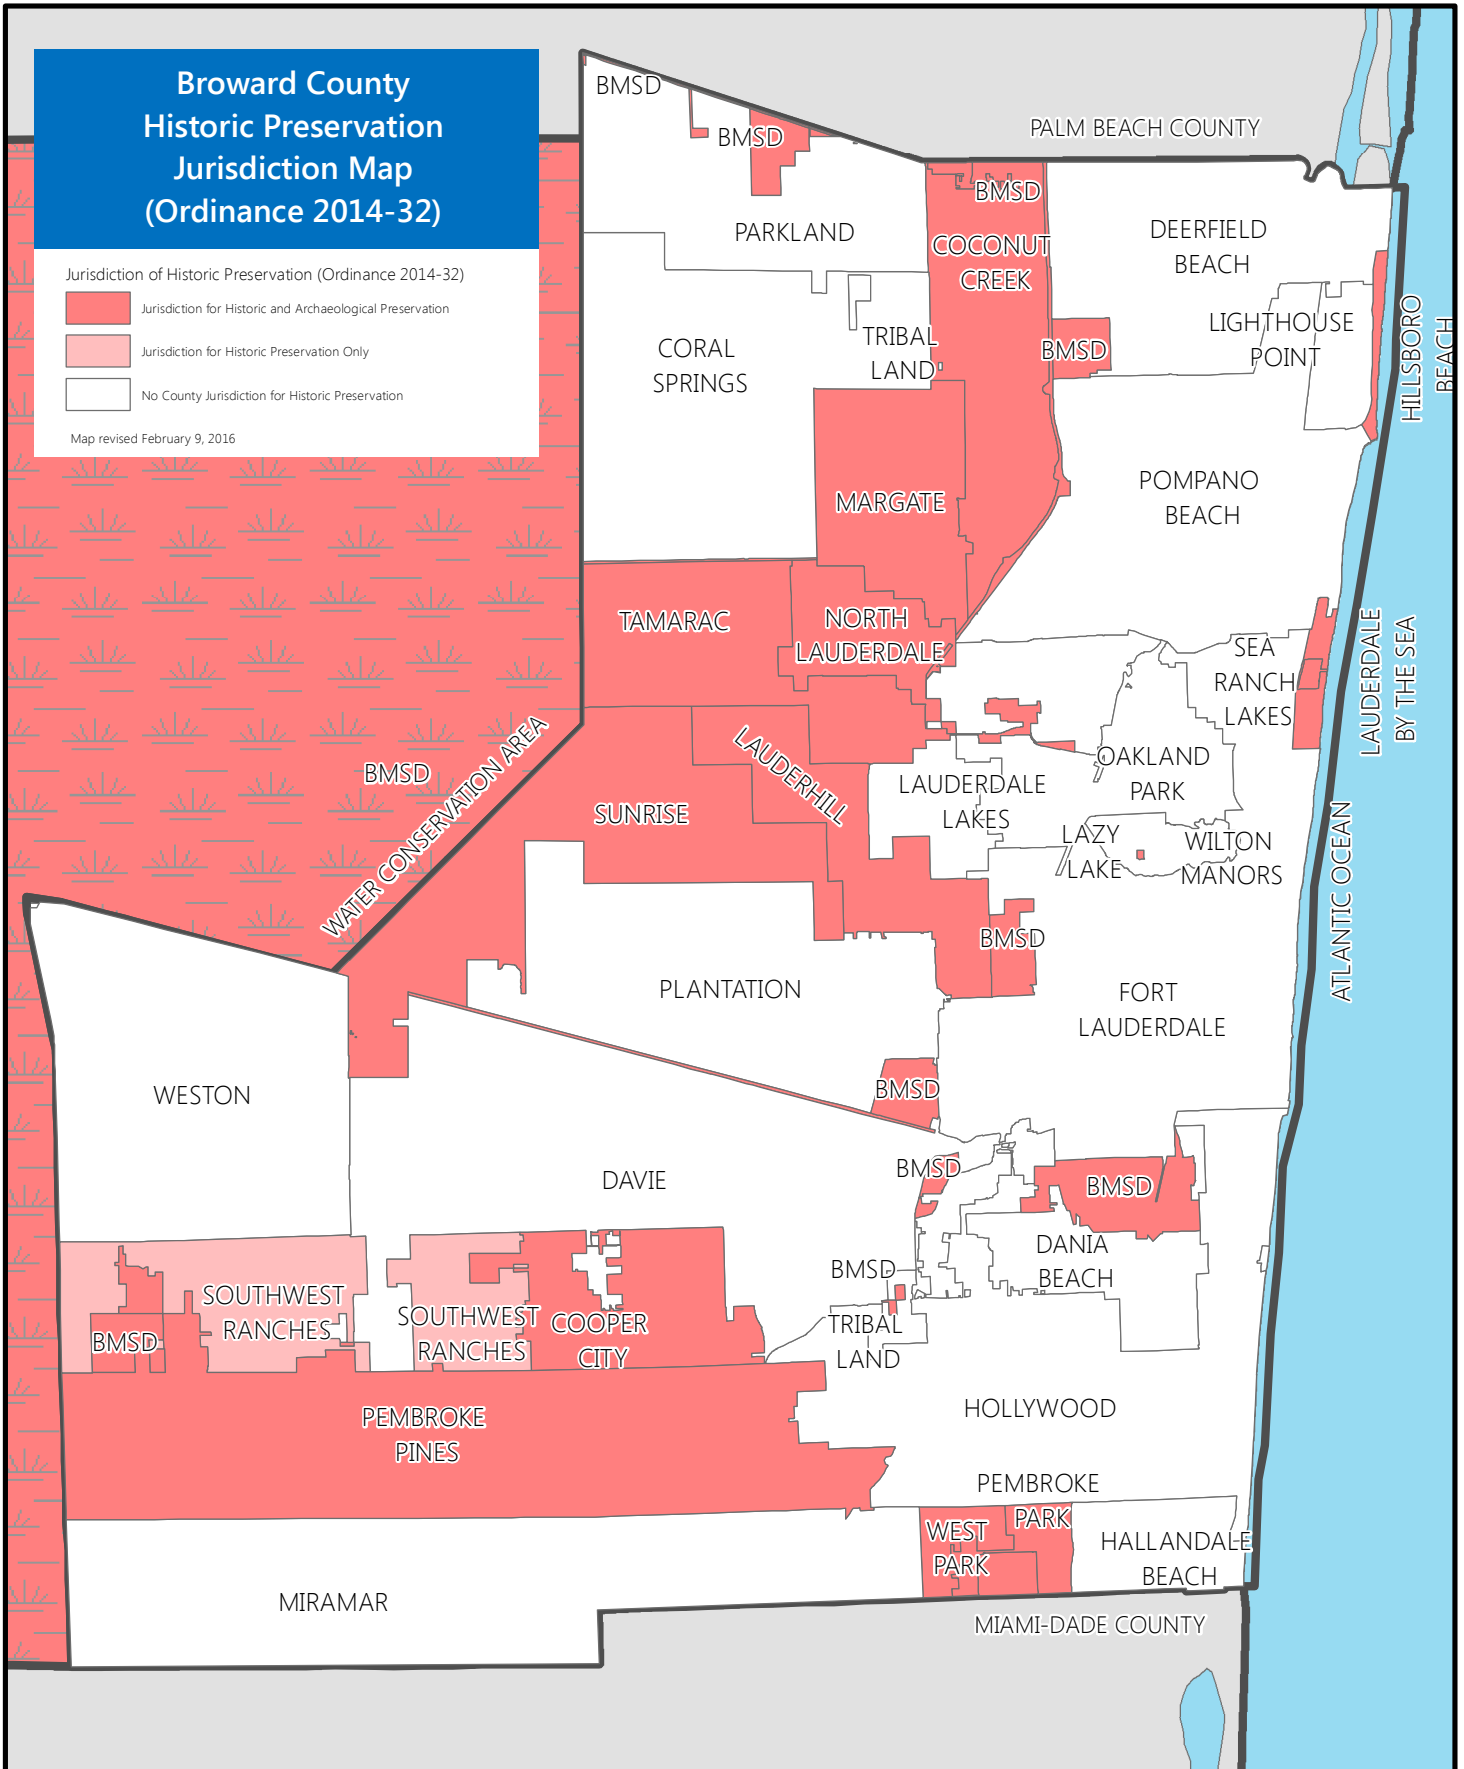 Broward County
Historic Preservation
Jurisdiction Map
(Ordinance 2014-32)
Jurisdiction of Historic Preservation (Ordinance 2014-32)
Jurisdiction for Historic and Archaeological Preservation
Jurisdiction for Historic Preservation Only
No County Jurisdiction for Historic Preservation
Map revised February 9, 2016
BMSD
BMSD
PALM BEACH COUNTY
BMSD
PARKLAND
COCONUT
CREEK
DEERFIELD
BEACH
HILLSBORO
BEACH
LIGHTHOUSE
POINT
TRIBAL
LAND
CORAL
SPRINGS
BMSD
MARGATE
POMPANO
BEACH
TAMARAC
NORTH
LAUDERDALE
SEA
RANCH
LAKES
LAUDERDALE
BY THE SEA
BMSD
WATER CONSERVATION AREA
LAUDERHILL
OAKLAND
PARK
LAUDERDALE
LAKES
SUNRISE
LAZY
LAKE
WILTON
MANORS
ATLANTIC OCEAN
BMSD
PLANTATION
FORT
LAUDERDALE
WESTON
BMSD
DAVIE
BMSD
BMSD
DANIA
BEACH
BMSD
SOUTHWEST
RANCHES
BMSD
SOUTHWEST
RANCHES
COOPER
CITY
TRIBAL
LAND
HOLLYWOOD
PEMBROKE
PINES
PEMBROKE
PARK
WEST
PARK
HALLANDALE
BEACH
MIRAMAR
MIAMI-DADE COUNTY